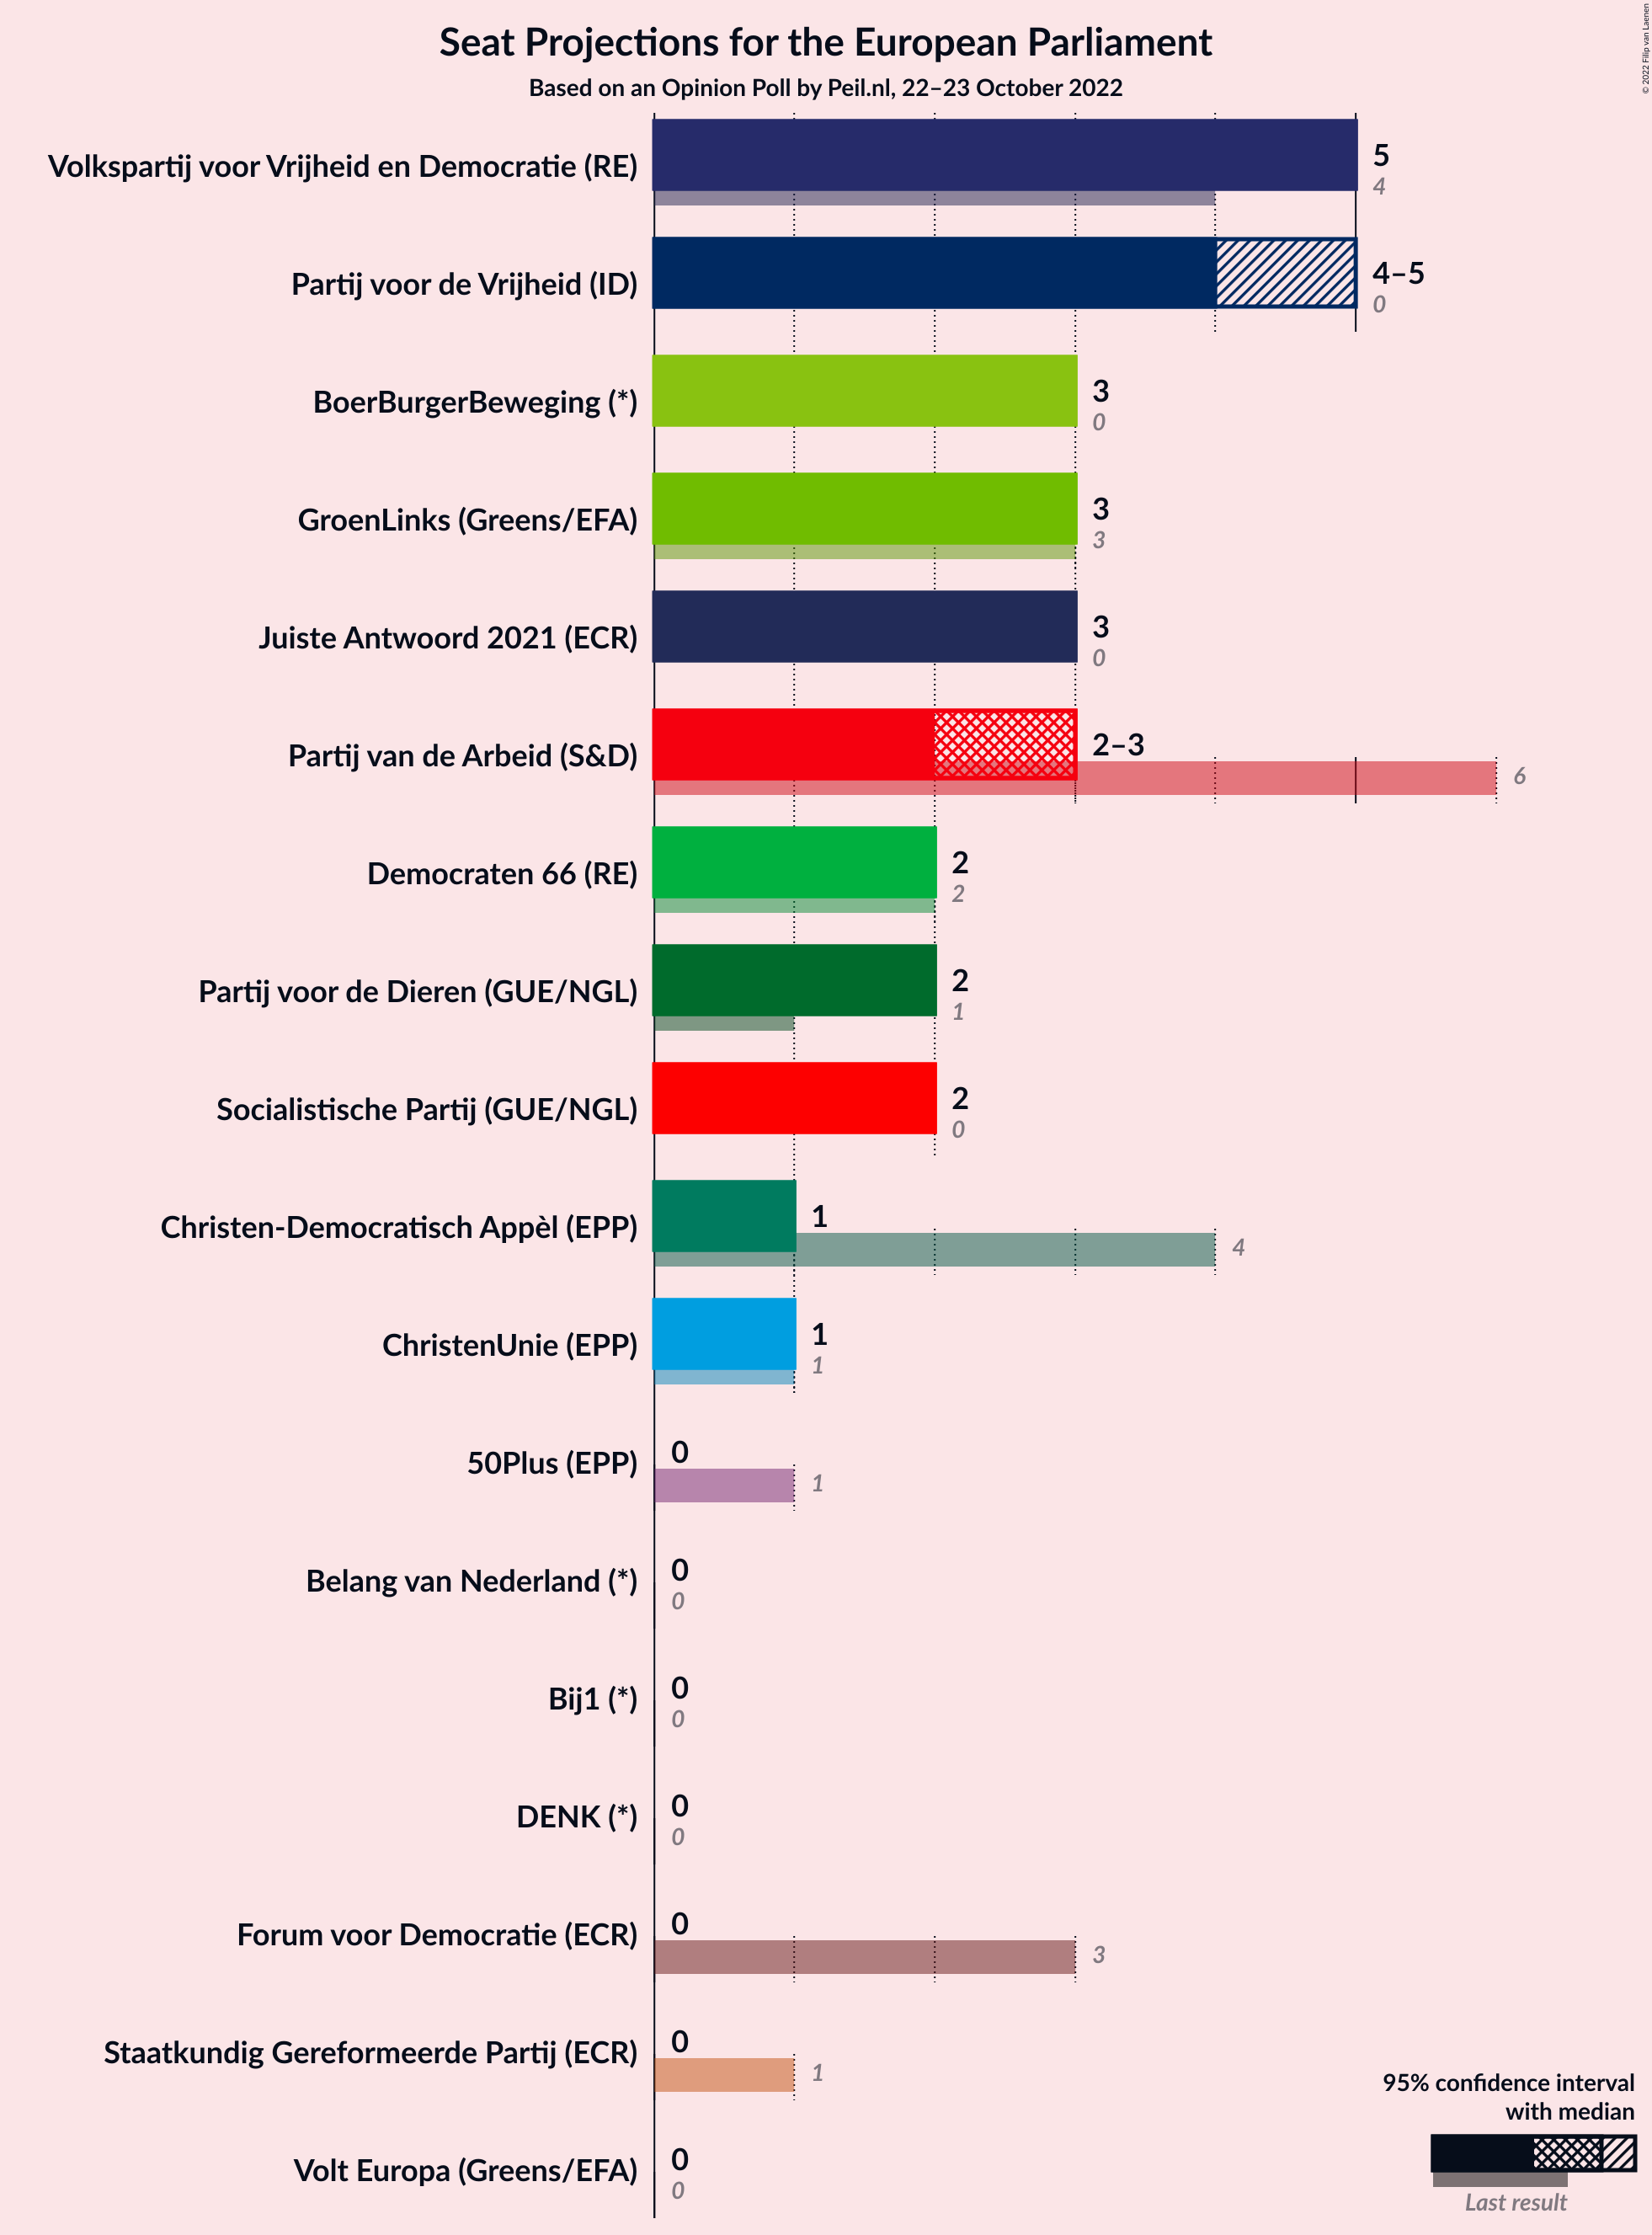 Seat Projections for the European Parliament
Based on an Opinion Poll by Peil.nl, 22–23 October 2022
© 2022 Filip van Laenen
Volkspartij voor Vrijheid en Democratie (RE)
5
4
Partij voor de Vrijheid (ID)
4–5
0
BoerBurgerBeweging (*)
3
0
GroenLinks (Greens/EFA)
3
3
Juiste Antwoord 2021 (ECR)
3
0
Partij van de Arbeid (S&D)
2–3
6
Democraten 66 (RE)
2
2
Partij voor de Dieren (GUE/NGL)
2
1
Socialistische Partij (GUE/NGL)
2
0
Christen-Democratisch Appèl (EPP)
1
4
ChristenUnie (EPP)
1
1
50Plus (EPP)
0
1
Belang van Nederland (*)
0
0
Bij1 (*)
0
0
DENK (*)
0
0
Forum voor Democratie (ECR)
0
3
Staatkundig Gereformeerde Partij (ECR)
0
1
Volt Europa (Greens/EFA)
0
0
95% confidence interval
with median
Last result